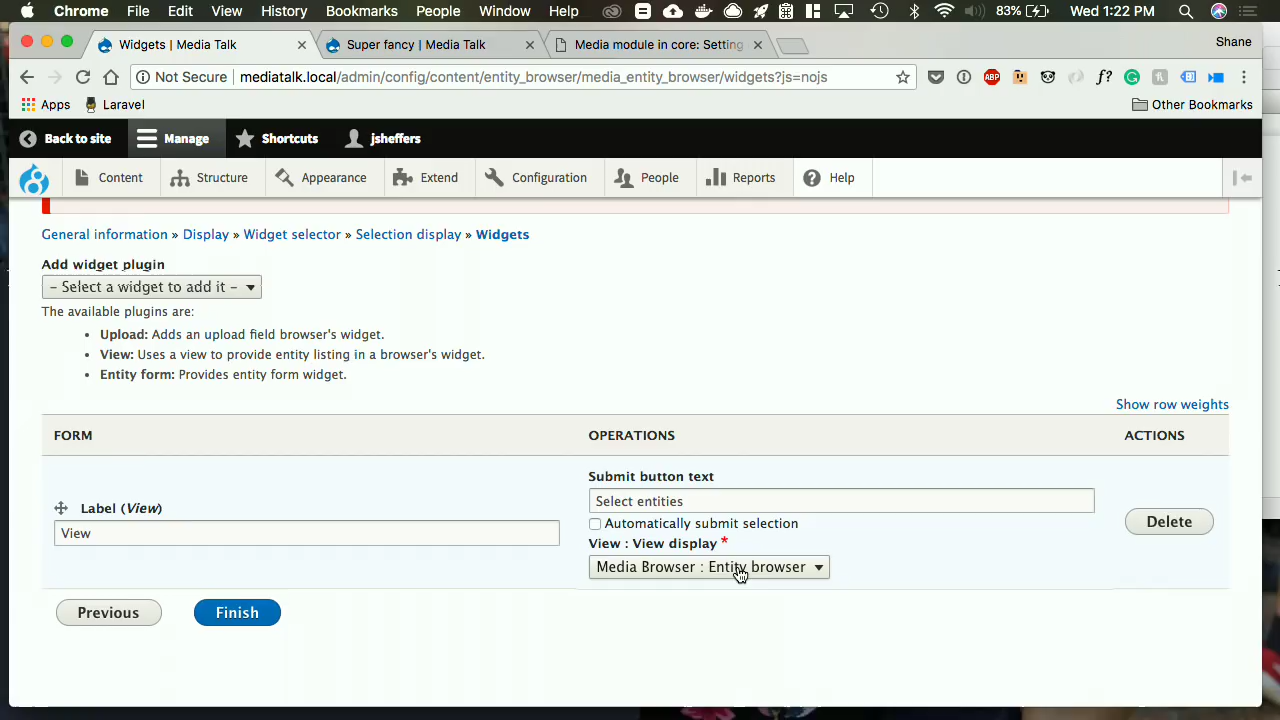 Chrome File Edit View History Bookmarks People Window Help 83% Wed 1:22 PM
Widgets | Media Talk Super fancy | Media Talk Media module in core: Setting Shane
Not Secure mediatalk.local/admin/config/content/entity_browser/media_entity_browser/widgets?js=nojs ABP f?
Apps Laravel Other Bookmarks
Back to site Manage Shortcuts jsheffers
Content Structure Appearance Extend Configuration People Reports Help
General information » Display » Widget selector » Selection display » Widgets
Add widget plugin
– Select a widget to add it –
The available plugins are:
• Upload: Adds an upload field browser's widget.
• View: Uses a view to provide entity listing in a browser's widget.
• Entity form: Provides entity form widget.
Show row weights
FORM OPERATIONS ACTIONS
Submit button text
Label (View)
Select entities
View
Automatically submit selection
Delete
View : View display *
Media Browser : Entity browser
Previous Finish